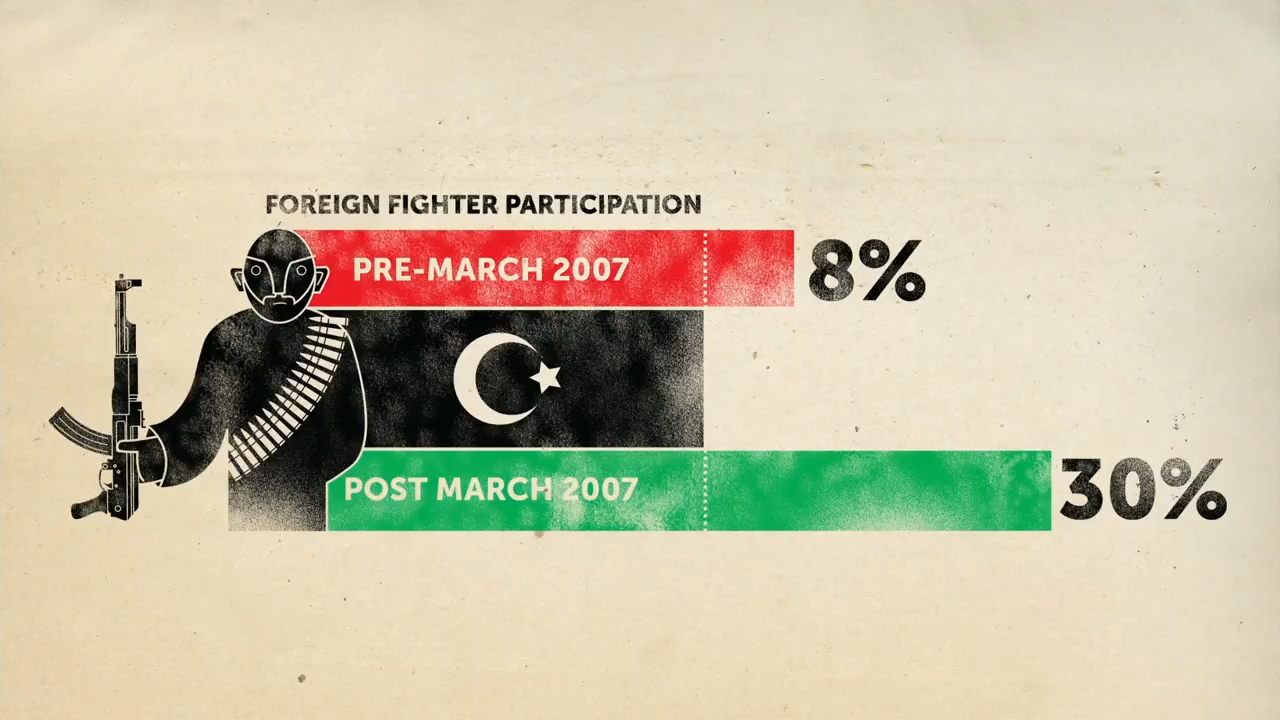 FOREIGN FIGHTER PARTICIPATION
PRE-MARCH 2007
8%
POST MARCH 2007
30%